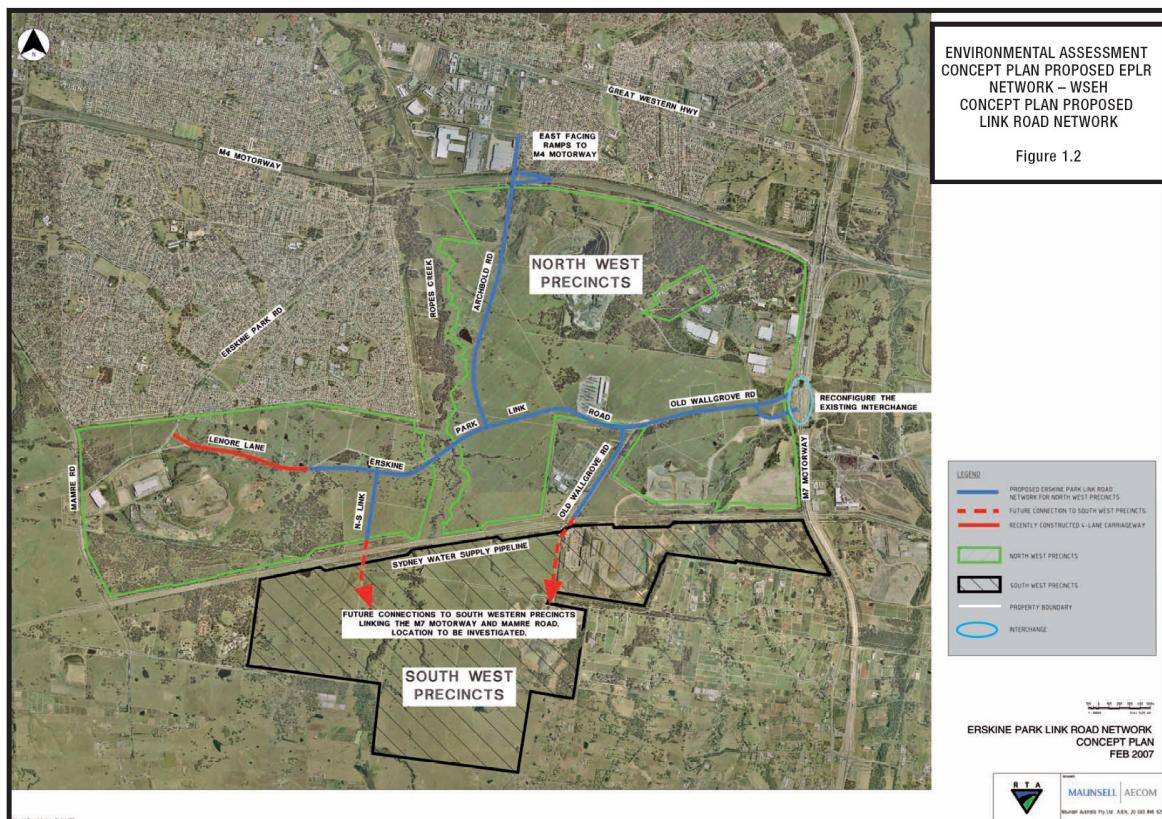 ENVIRONMENTAL ASSESSMENT
CONCEPT PLAN PROPOSED EPLR
NETWORK – WSEH
CONCEPT PLAN PROPOSED
LINK ROAD NETWORK
Figure 1.2
N
GREAT WESTERN HWY
EAST FACING
RAMPS TO
M4 MOTORWAY
M4 MOTORWAY
NORTH WEST
PRECINCTS
ARCHBOLD RD
ROPES CREEK
ERSKINE PARK RD
OLD WALLGROVE RD
RECONFIGURE THE
EXISTING INTERCHANGE
ERSKINE PARK LINK ROAD
LENORE LANE
MAMRE RD
M7 MOTORWAY
OLD WALLGROVE RD
N-S LINK
SYDNEY WATER SUPPLY PIPELINE
FUTURE CONNECTIONS TO SOUTH WESTERN PRECINCTS
LINKING THE M7 MOTORWAY AND MAMRE ROAD.
LOCATION TO BE INVESTIGATED.
SOUTH WEST
PRECINCTS
LEGEND
PROPOSED ERSKINE PARK LINK ROAD
NETWORK FOR NORTH WEST PRECINCTS
FUTURE CONNECTION TO SOUTH WEST PRECINCTS.
RECENTLY CONSTRUCTED 4-LANE CARRIAGEWAY
NORTH WEST PRECINCTS
SOUTH WEST PRECINCTS
PROPERTY BOUNDARY
INTERCHANGE
ERSKINE PARK LINK ROAD NETWORK
CONCEPT PLAN
FEB 2007
RTA
MAUNSELL AECOM
Maunsell Australia Pty Ltd